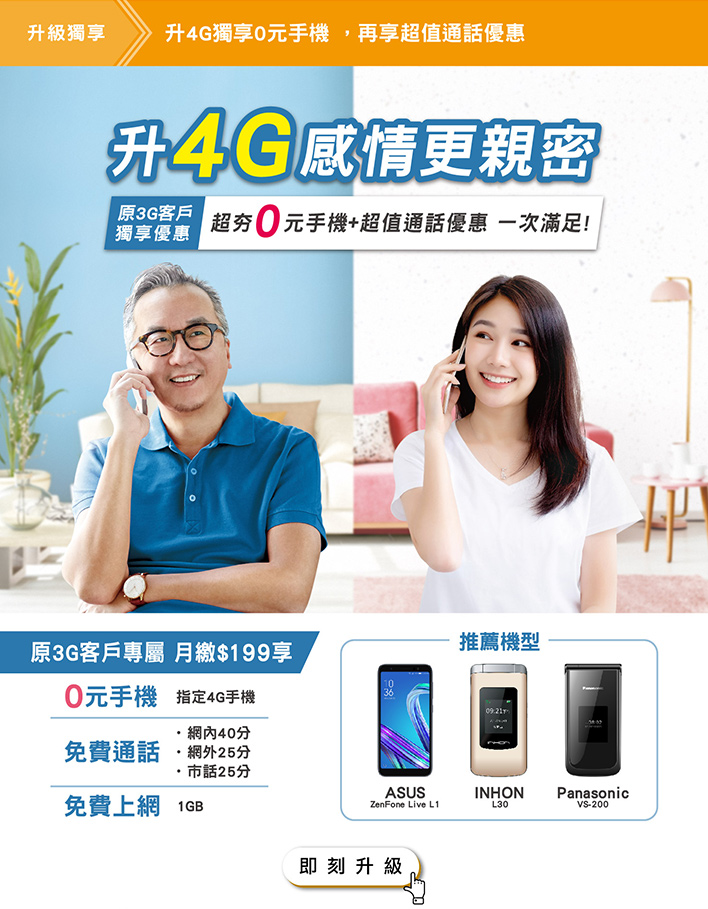 升級獨享
升4G獨享0元手機 ，再享超值通話優惠
升4G感情更親密
原3G客戶
獨享優惠
超夯0元手機+超值通話優惠 一次滿足!
原3G客戶專屬 月繳$199享
0元手機 指定4G手機
免費通話
・網內40分
・網外25分
・市話25分
免費上網 1GB
推薦機型
10
36
09:21
INHON
Panasonic
ASUS
ZenFone Live L1
INHON
L30
Panasonic
VS-200
即刻升級